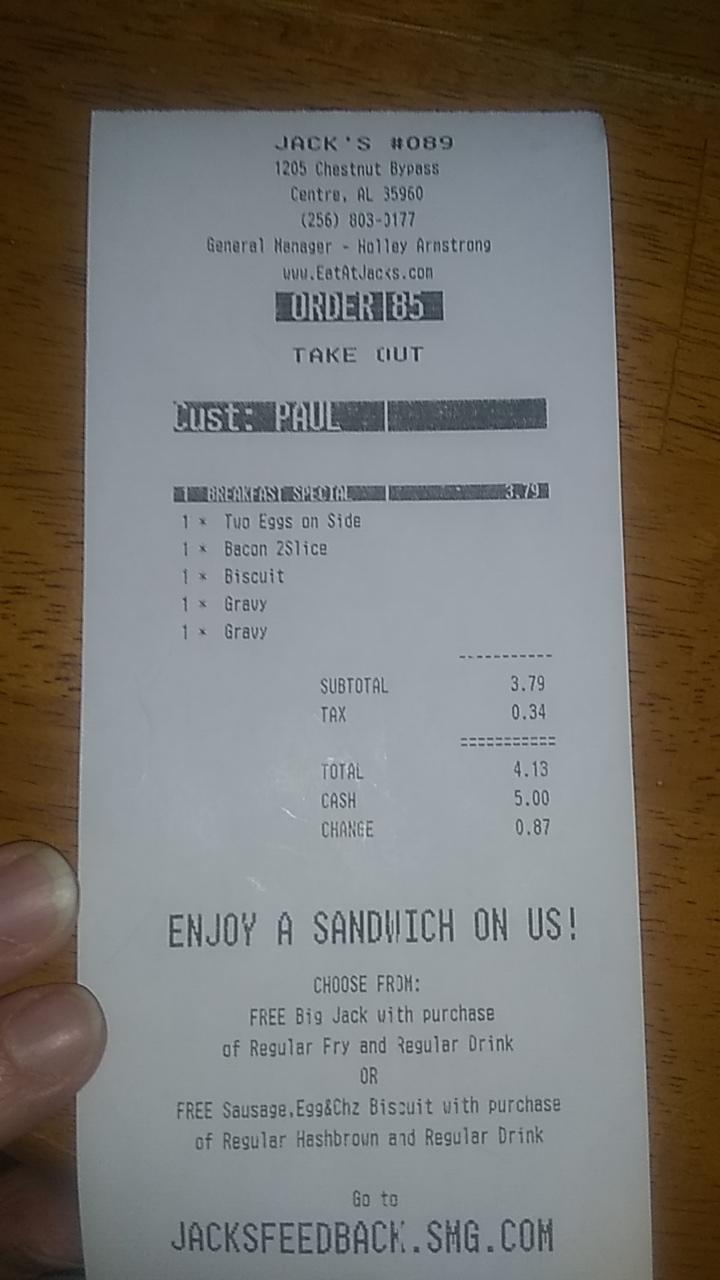 JACK'S #089
1205 Chestnut Bypass
Centre, AL 35960
(256) 803-0177
General Manager - Holley Armstrong
www.EatAtJacks.com
ORDER 85
TAKE OUT
Cust: PAUL
1 BREAKFAST SPECIAL 3.79
1 * Two Eggs on Side
1 * Bacon 2Slice
1 * Biscuit
1 * Gravy
1 * Gravy
-----------
SUBTOTAL 3.79
TAX 0.34
===========
TOTAL 4.13
CASH 5.00
CHANGE 0.87
ENJOY A SANDWICH ON US!
CHOOSE FROM:
FREE Big Jack with purchase
of Regular Fry and Regular Drink
OR
FREE Sausage,Egg&Chz Biscuit with purchase
of Regular Hashbrown and Regular Drink
Go to
JACKSFEEDBACK.SMG.COM